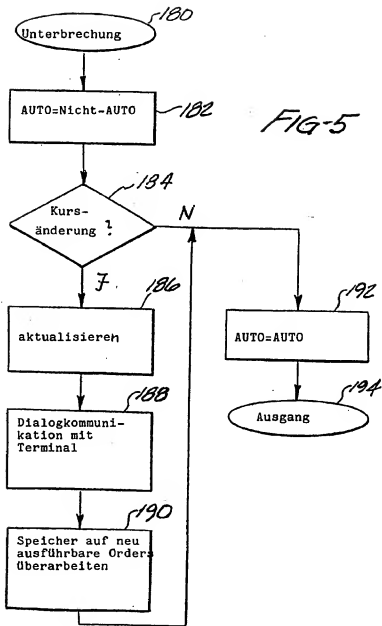 180
Unterbrechung
AUTO=Nicht-AUTO
182
FIG-5
184
Kurs-
änderung ?
N
J
186
aktualisieren
192
AUTO=AUTO
188
Dialogkommuni-
kation mit
Terminal
194
Ausgang
190
Speicher auf neu
ausführbare Orders
überarbeiten